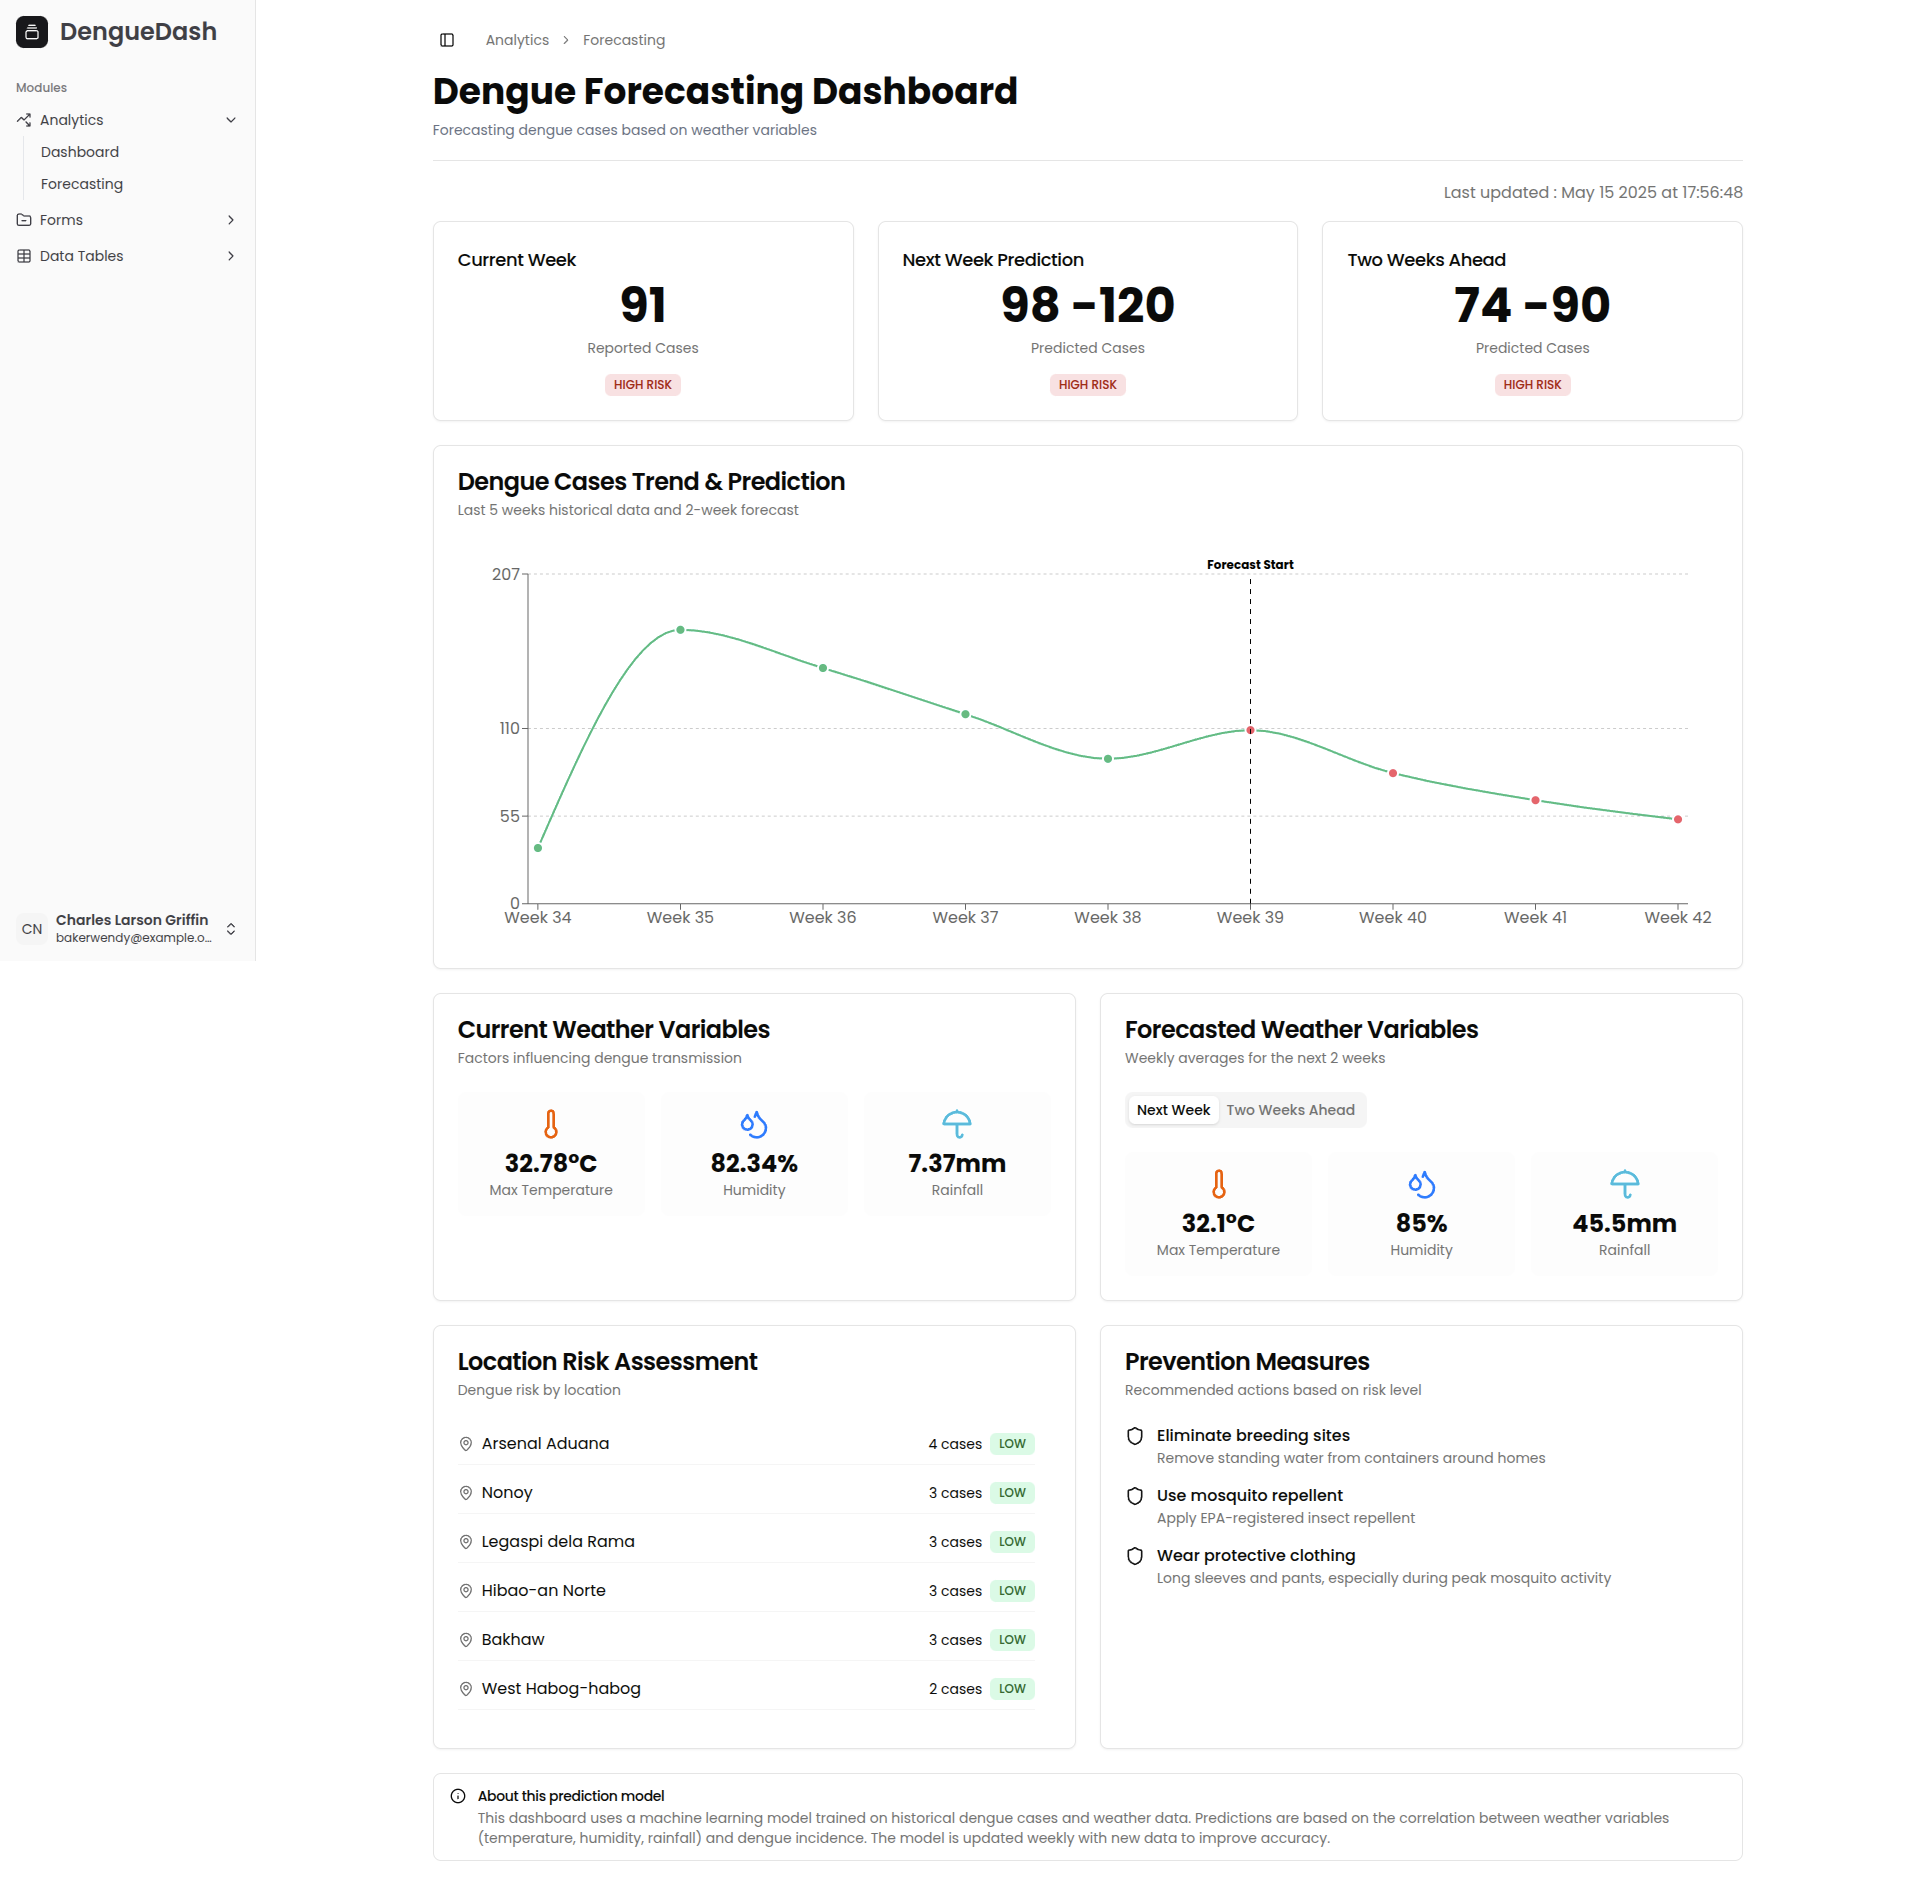 DengueDash
Modules
Analytics
Dashboard
Forecasting
Forms
Data Tables
CN
Charles Larson Griffin
bakerwendy@example.o...
Analytics
Forecasting
Dengue Forecasting Dashboard
Forecasting dengue cases based on weather variables
Last updated : May 15 2025 at 17:56:48
Current Week
91
Reported Cases
HIGH RISK
Next Week Prediction
98 -120
Predicted Cases
HIGH RISK
Two Weeks Ahead
74 -90
Predicted Cases
HIGH RISK
Dengue Cases Trend & Prediction
Last 5 weeks historical data and 2-week forecast
Forecast Start
207
110
55
0
Week 34
Week 35
Week 36
Week 37
Week 38
Week 39
Week 40
Week 41
Week 42
Current Weather Variables
Factors influencing dengue transmission
32.78°C
Max Temperature
82.34%
Humidity
7.37mm
Rainfall
Forecasted Weather Variables
Weekly averages for the next 2 weeks
Next Week
Two Weeks Ahead
32.1°C
Max Temperature
85%
Humidity
45.5mm
Rainfall
Location Risk Assessment
Dengue risk by location
Arsenal Aduana 4 cases LOW
Nonoy 3 cases LOW
Legaspi dela Rama 3 cases LOW
Hibao-an Norte 3 cases LOW
Bakhaw 3 cases LOW
West Habog-habog 2 cases LOW
Prevention Measures
Recommended actions based on risk level
Eliminate breeding sites
Remove standing water from containers around homes
Use mosquito repellent
Apply EPA-registered insect repellent
Wear protective clothing
Long sleeves and pants, especially during peak mosquito activity
About this prediction model
This dashboard uses a machine learning model trained on historical dengue cases and weather data. Predictions are based on the correlation between weather variables
(temperature, humidity, rainfall) and dengue incidence. The model is updated weekly with new data to improve accuracy.